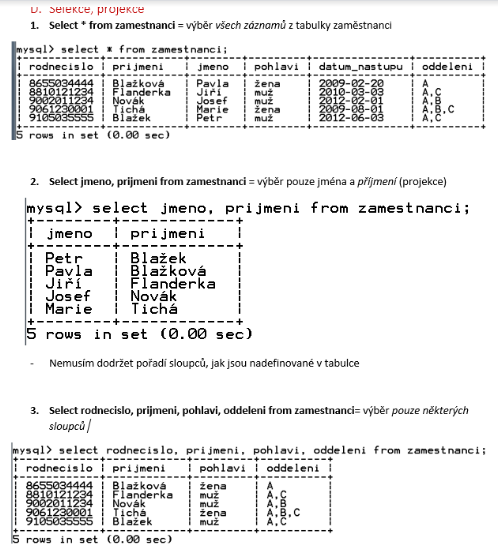 D. Selekce, projekce
1. Select * from zamestnanci = výběr všech záznamů z tabulky zaměstnanci
mysql> select * from zamestnanci;
| rodnecislo | prijmeni | jmeno | pohlavi | datum_nastupu | oddeleni |
| 8655034444 | Blažková | Pavla | žena | 2009-02-20 | A |
| 8810121234 | Flanderka | Jiří | muž | 2010-03-03 | A,C |
| 9002011234 | Novák | Josef | muž | 2012-02-01 | A,B |
| 9061230001 | Tichá | Marie | žena | 2009-08-01 | A,B,C |
| 9105035555 | Blažek | Petr | muž | 2012-06-03 | A,C |
5 rows in set (0.00 sec)
2. Select jmeno, prijmeni from zamestnanci = výběr pouze jména a příjmení (projekce)
mysql> select jmeno, prijmeni from zamestnanci;
| jmeno | prijmeni |
| Petr | Blažek |
| Pavla | Blažková |
| Jiří | Flanderka |
| Josef | Novák |
| Marie | Tichá |
5 rows in set (0.00 sec)
- Nemusím dodržet pořadí sloupců, jak jsou nadefinované v tabulce
3. Select rodnecislo, prijmeni, pohlavi, oddeleni from zamestnanci= výběr pouze některých
sloupců
mysql> select rodnecislo, prijmeni, pohlavi, oddeleni from zamestnanci;
| rodnecislo | prijmeni | pohlavi | oddeleni |
| 8655034444 | Blažková | žena | A |
| 8810121234 | Flanderka | muž | A,C |
| 9002011234 | Novák | muž | A,B |
| 9061230001 | Tichá | žena | A,B,C |
| 9105035555 | Blažek | muž | A,C |
5 rows in set (0.00 sec)